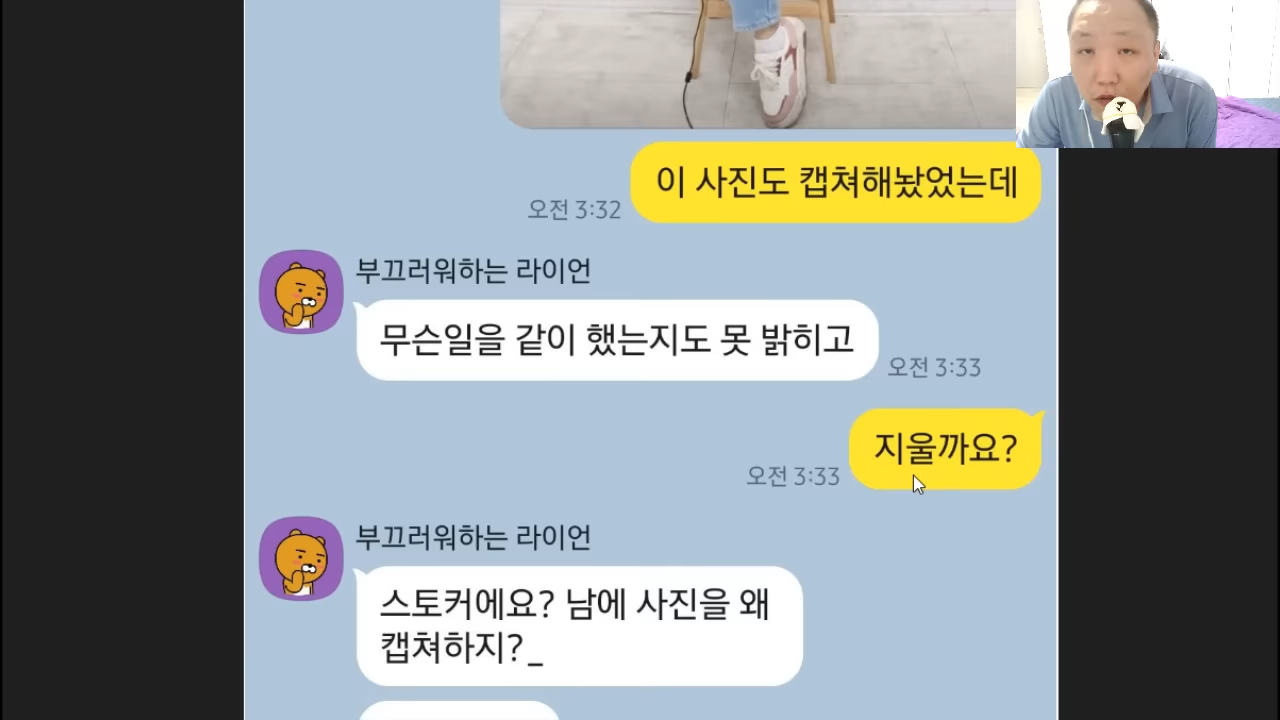 이 사진도 캡쳐해놨었는데
오전 3:32
부끄러워하는 라이언
무슨일을 같이 했는지도 못 밝히고
오전 3:33
지울까요?
오전 3:33
부끄러워하는 라이언
스토커에요? 남에 사진을 왜
캡쳐하지?_